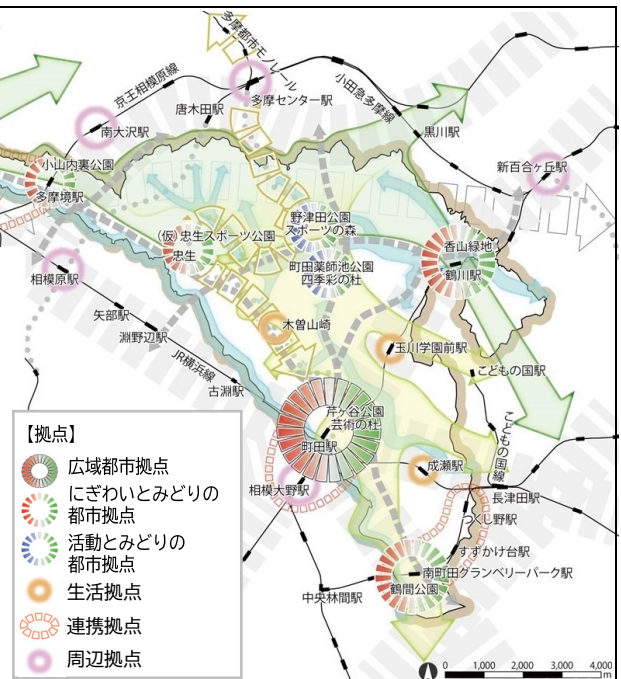 多摩都市モノレール
京王相模原線
小田急多摩線
唐木田駅
多摩センター駅
南大沢駅
黒川駅
小山内裏公園
多摩境駅
新百合ヶ丘駅
(仮)忠生スポーツ公園
忠生
野津田公園
スポーツの森
香山緑地
鶴川駅
町田薬師池公園
四季彩の杜
相模原駅
矢部駅
淵野辺駅
木曽山崎
玉川学園前駅
JR横浜線
こどもの国駅
古淵駅
芹ヶ谷公園
芸術の杜
町田駅
こどもの国線
成瀬駅
相模大野駅
長津田駅
つくし野駅
すずかけ台駅
南町田グランベリーパーク駅
鶴間公園
中央林間駅
【拠点】
広域都市拠点
にぎわいとみどりの
都市拠点
活動とみどりの
都市拠点
生活拠点
連携拠点
周辺拠点
0 1,000 2,000 3,000 4,000
m